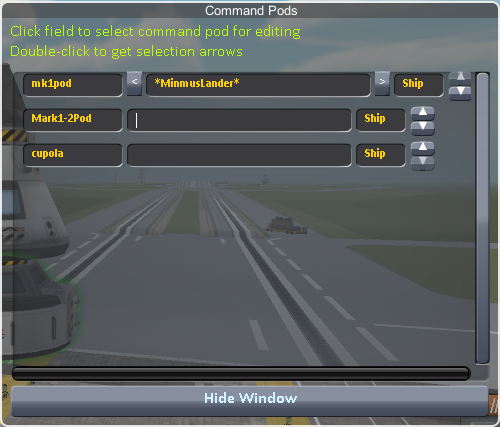 Command Pods
Click field to select command pod for editing
Double-click to get selection arrows
mk1pod < *MinmusLander* > Ship
Mark1-2Pod Ship
cupola Ship
Hide Window